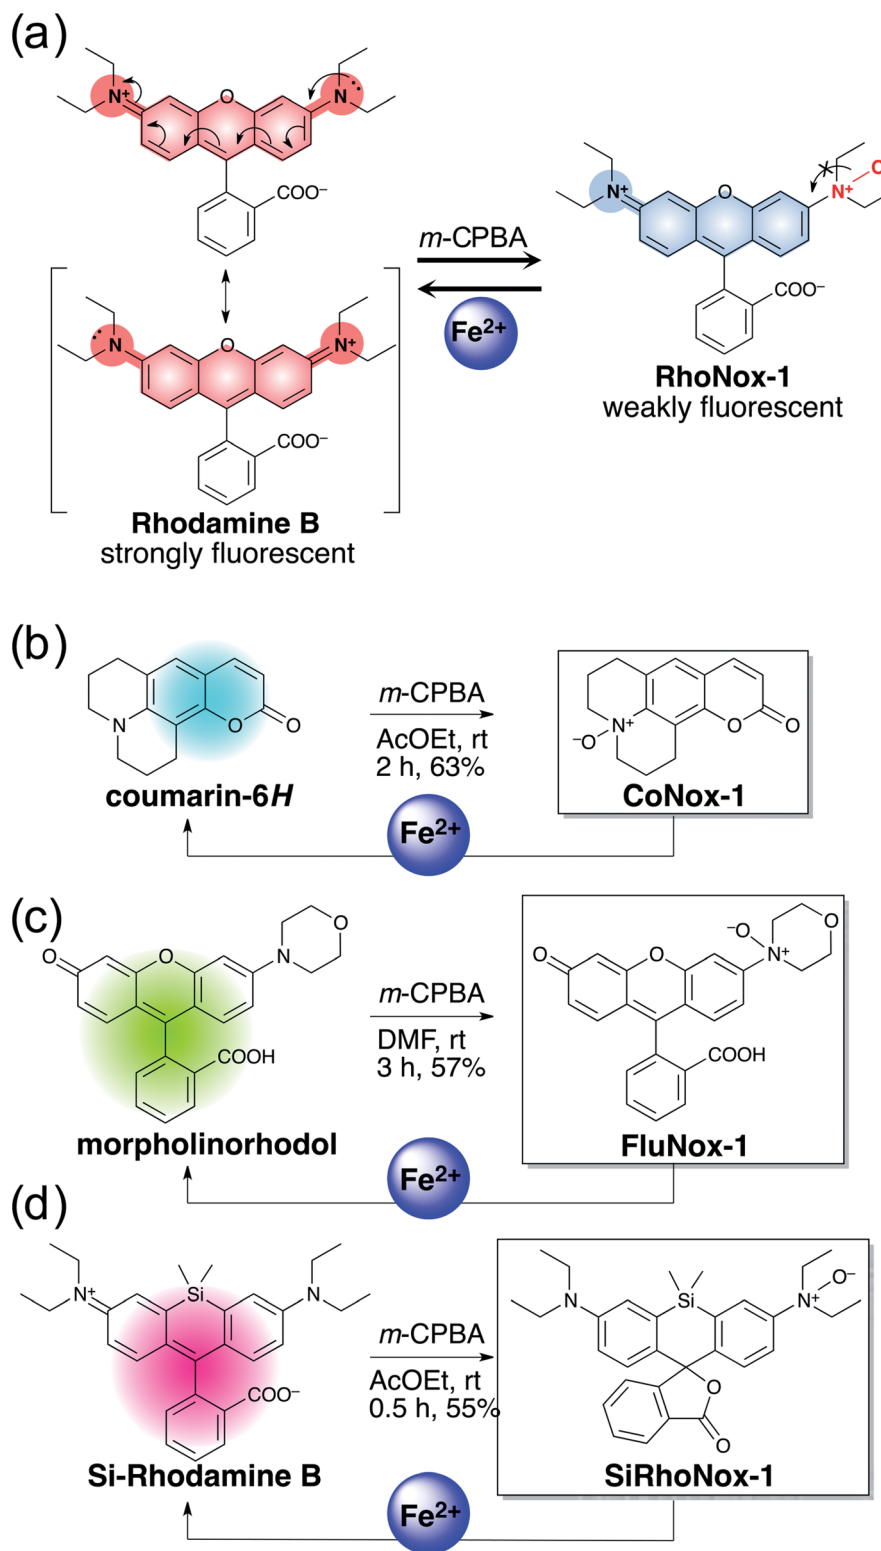 (a)
N⁺
O
N
COO⁻
m-CPBA
Fe²⁺
N⁺
O
N⁺
COO⁻
RhoNox-1
weakly fluorescent
N
O
N⁺
COO⁻
Rhodamine B
strongly fluorescent
(b)
N
O
O
coumarin-6H
m-CPBA
AcOEt, rt
2 h, 63%
Fe²⁺
⁻O
N⁺
O
O
CoNox-1
(c)
O
O
N
O
COOH
morpholinorhodol
m-CPBA
DMF, rt
3 h, 57%
Fe²⁺
O
O
⁻O
N⁺
O
COOH
FluNox-1
(d)
N⁺
Si
N
COO⁻
Si-Rhodamine B
m-CPBA
AcOEt, rt
0.5 h, 55%
Fe²⁺
N
Si
N⁺
O⁻
O
O
SiRhoNox-1